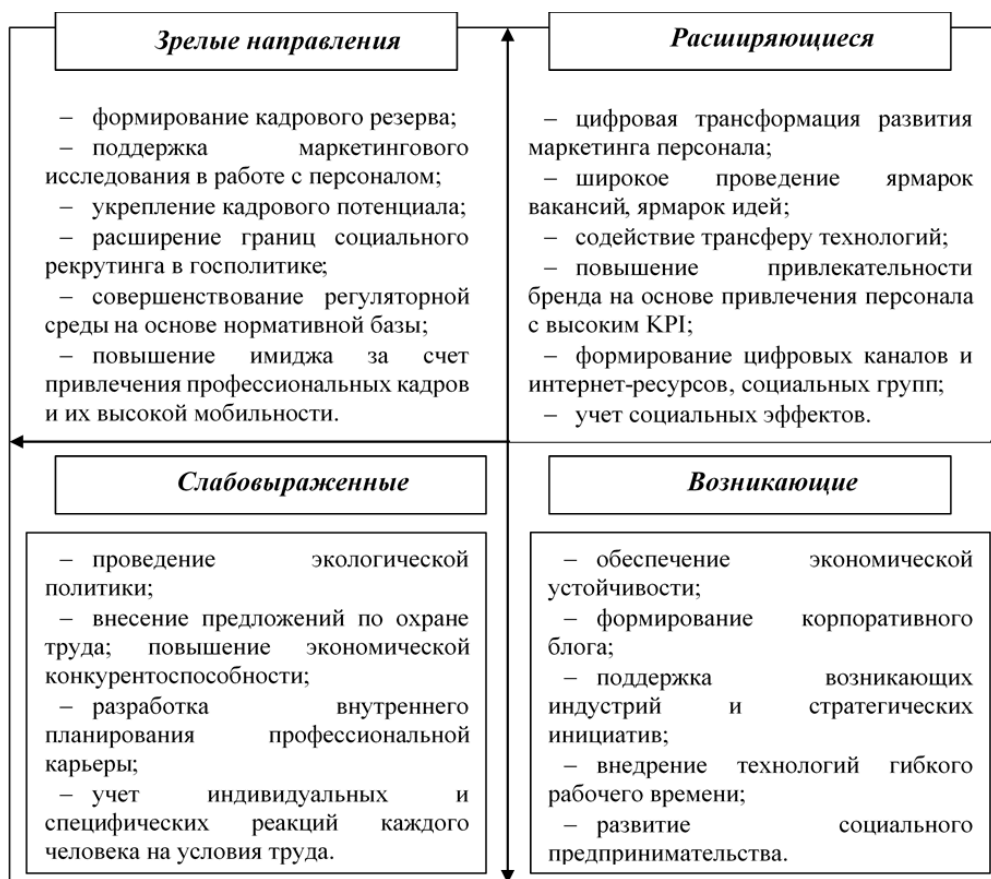 Зрелые направления
– формирование кадрового резерва;
– поддержка маркетингового
исследования в работе с персоналом;
– укрепление кадрового потенциала;
– расширение границ социального
рекрутинга в госполитике;
– совершенствование регуляторной
среды на основе нормативной базы;
– повышение имиджа за счет
привлечения профессиональных кадров
и их высокой мобильности.
Расширяющиеся
– цифровая трансформация развития
маркетинга персонала;
– широкое проведение ярмарок
вакансий, ярмарок идей;
– содействие трансферу технологий;
– повышение привлекательности
бренда на основе привлечения персонала
с высоким KPI;
– формирование цифровых каналов и
интернет-ресурсов, социальных групп;
– учет социальных эффектов.
Слабовыраженные
– проведение экологической
политики;
– внесение предложений по охране
труда; повышение экономической
конкурентоспособности;
– разработка внутреннего
планирования профессиональной
карьеры;
– учет индивидуальных и
специфических реакций каждого
человека на условия труда.
Возникающие
– обеспечение экономической
устойчивости;
– формирование корпоративного
блога;
– поддержка возникающих
индустрий и стратегических
инициатив;
– внедрение технологий гибкого
рабочего времени;
– развитие социального
предпринимательства.